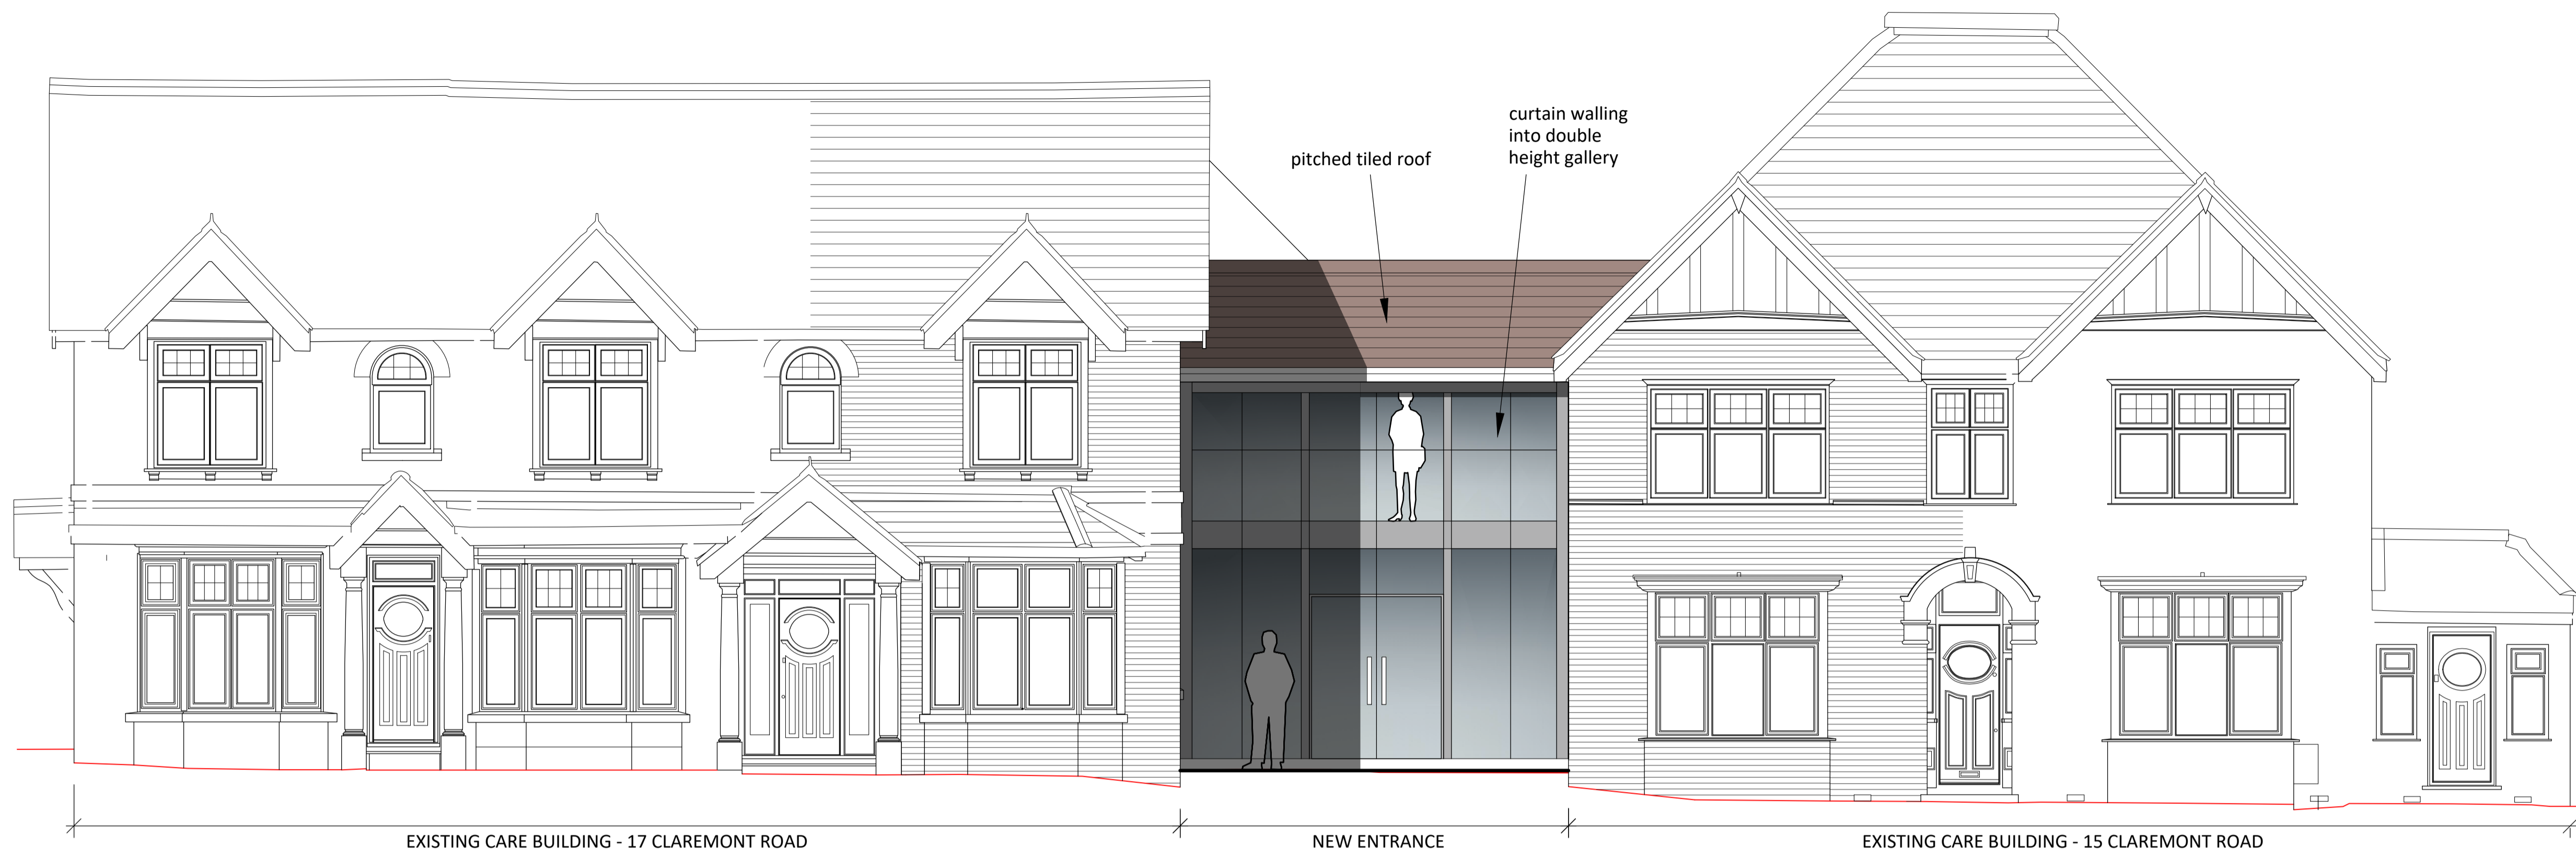 curtain walling
into double
height gallery
pitched tiled roof
EXISTING CARE BUILDING - 17 CLAREMONT ROAD
NEW ENTRANCE
EXISTING CARE BUILDING - 15 CLAREMONT ROAD